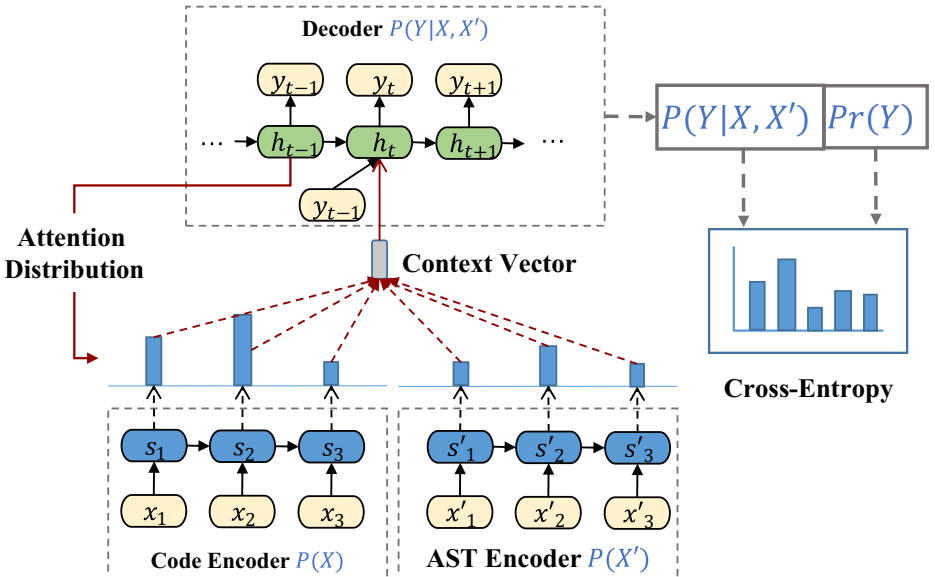 Decoder P(Y|X, X′)
y_{t−1} y_t y_{t+1}
... h_{t−1} h_t h_{t+1} ...
y_{t−1}
P(Y|X, X′) Pr(Y)
Attention
Distribution
Context Vector
Cross-Entropy
s_1 s_2 s_3 s′_1 s′_2 s′_3
x_1 x_2 x_3 x′_1 x′_2 x′_3
Code Encoder P(X) AST Encoder P(X′)